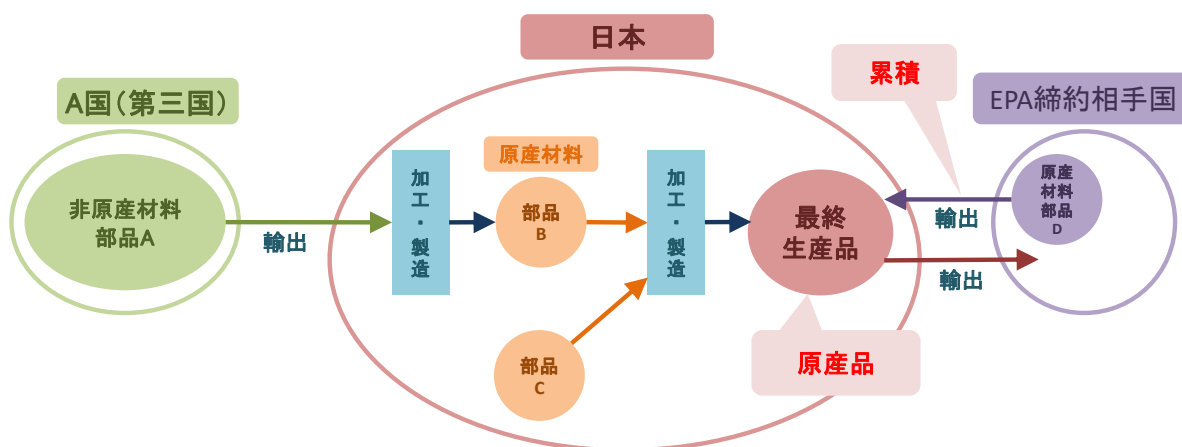 日本
累積
A国（第三国）
EPA締約相手国
非原産材料
部品A
輸出
加工・製造
原産材料
部品
B
部品
C
加工・製造
最終
生産品
原産品
輸出
輸出
原産
材料
部品
D